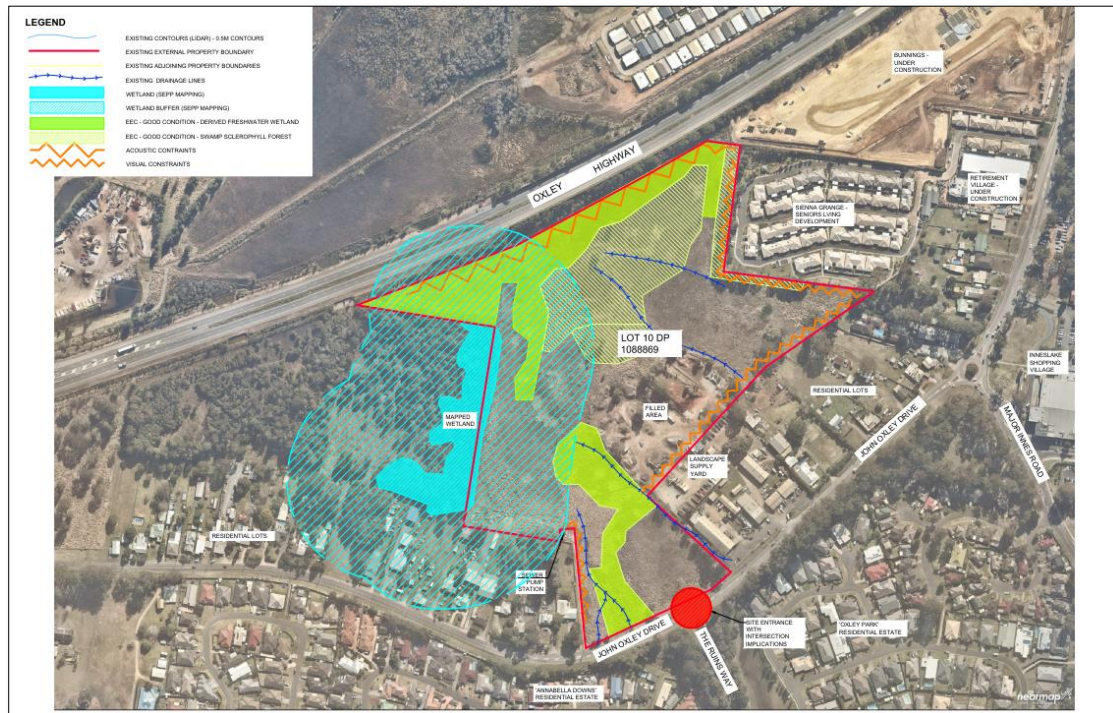 LEGEND
EXISTING CONTOURS (LIDAR) - 0.5M CONTOURS
EXISTING EXTERNAL PROPERTY BOUNDARY
EXISTING ADJOINING PROPERTY BOUNDARIES
EXISTING DRAINAGE LINES
WETLAND (SEPP MAPPING)
WETLAND BUFFER (SEPP MAPPING)
EEC - GOOD CONDITION - DERIVED FRESHWATER WETLAND
EEC - GOOD CONDITION - SWAMP SCLEROPHYLL FOREST
ACOUSTIC CONTRAINTS
VISUAL CONSTRAINTS
BUNNINGS -
UNDER
CONSTRUCTION
OXLEY HIGHWAY
RETIREMENT
VILLAGE -
UNDER
CONSTRUCTION
SIENNA GRANGE -
SENIORS LVING
DEVELOPMENT
LOT 10 DP
1088869
INNESLAKE
SHOPPING
VILLAGE
RESIDENTIAL LOTS
MAPPED
WETLAND
FILLED
AREA
JOHN OXLEY DRIVE
MAJOR INNES ROAD
LANDSCAPE
SUPPLY
YARD
RESIDENTIAL LOTS
SEWER
PUMP
STATION
JOHN OXLEY DRIVE
THE RUINS WAY
SITE ENTRANCE
WITH
INTERSECTION
IMPLICATIONS
'OXLEY PARK'
RESIDENTIAL ESTATE
'ANNABELLA DOWNS'
RESIDENTIAL ESTATE
nearmap